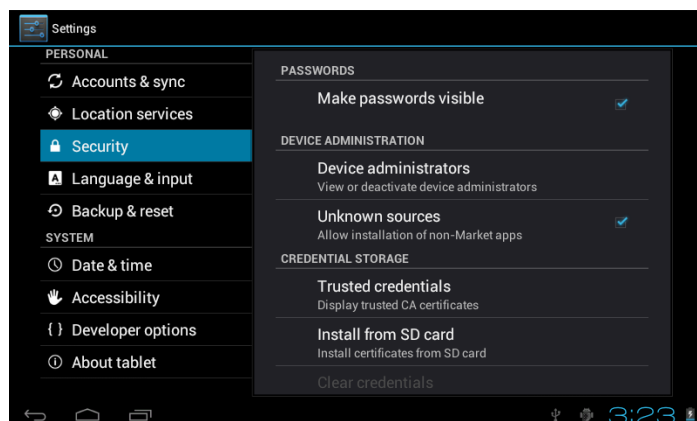 Settings
PERSONAL
Accounts & sync
Location services
Security
Language & input
Backup & reset
SYSTEM
Date & time
Accessibility
{ } Developer options
About tablet
PASSWORDS
Make passwords visible
DEVICE ADMINISTRATION
Device administrators
View or deactivate device administrators
Unknown sources
Allow installation of non-Market apps
CREDENTIAL STORAGE
Trusted credentials
Display trusted CA certificates
Install from SD card
Install certificates from SD card
Clear credentials
3:23